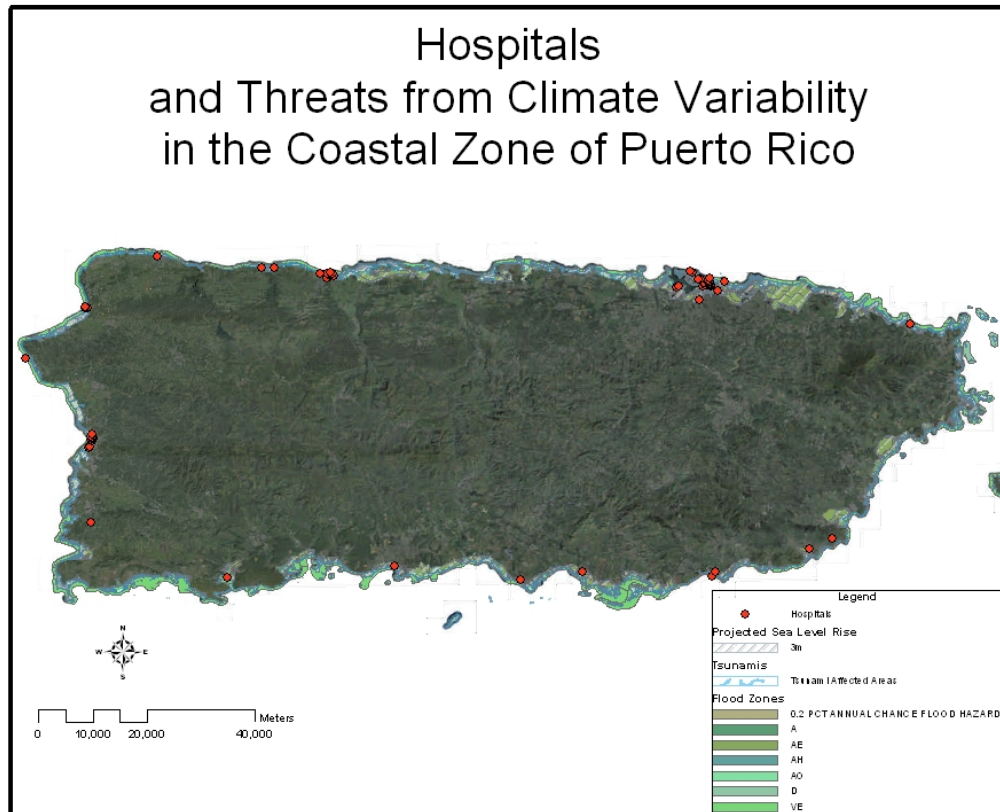 Hospitals
and Threats from Climate Variability
in the Coastal Zone of Puerto Rico
N
W E
S
Meters
0 10,000 20,000 40,000
Legend
Hospitals
Projected Sea Level Rise
3m
Tsunamis
Tsunami Affected Areas
Flood Zones
0.2 PCT ANNUAL CHANCE FLOOD HAZARD
A
AE
AH
AO
D
VE